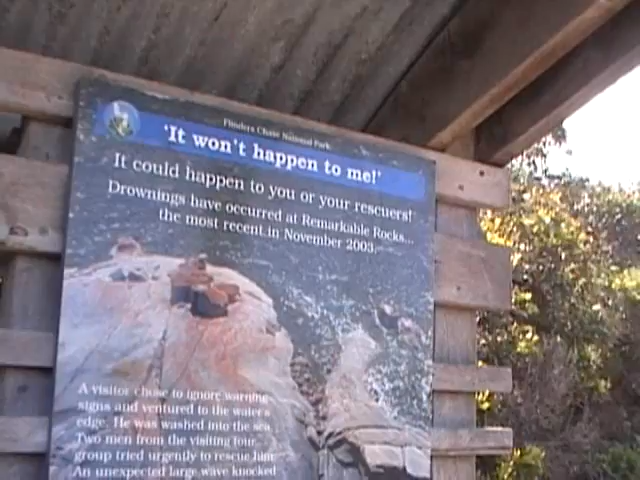 Flinders Chase National Park
'It won't happen to me!'
It could happen to you or your rescuers!
Drownings have occurred at Remarkable Rocks...
the most recent in November 2003.
A visitor chose to ignore warning
signs and ventured to the water's
edge. He was washed into the sea.
Two men from the visiting tour
group tried urgently to rescue him.
An unexpected large wave knocked